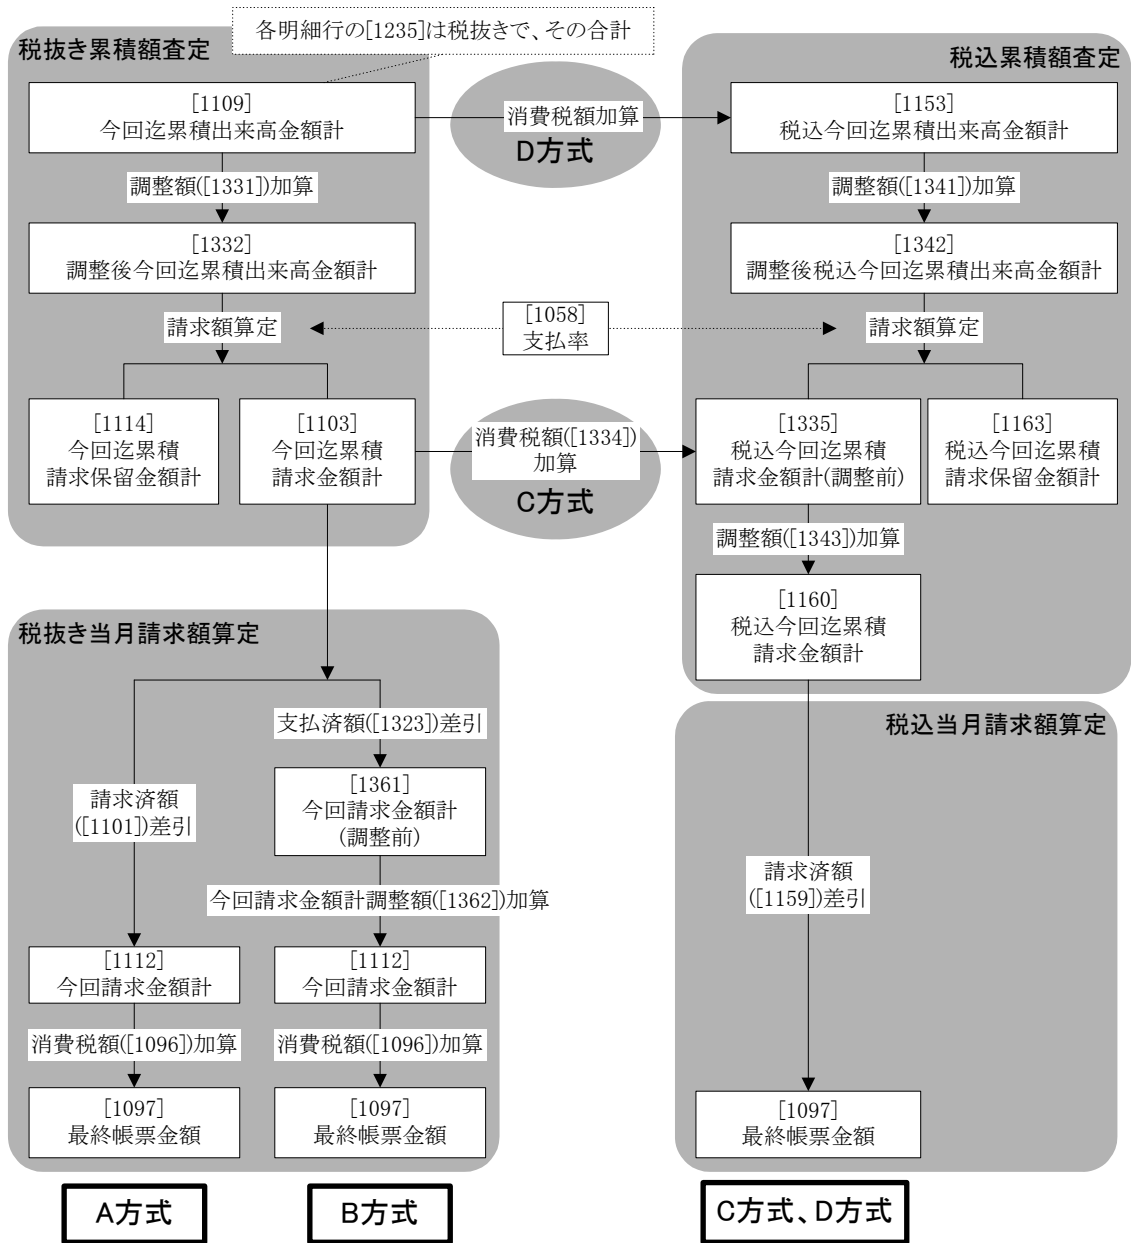 各明細行の[1235]は税抜きで、その合計
税抜き累積額査定
[1109]
今回迄累積出来高金額計
調整額([1331])加算
[1332]
調整後今回迄累積出来高金額計
請求額算定
[1114]
今回迄累積
請求保留金額計
[1103]
今回迄累積
請求金額計
消費税額加算
D方式
[1058]
支払率
消費税額([1334])
加算
C方式
税込累積額査定
[1153]
税込今回迄累積出来高金額計
調整額([1341])加算
[1342]
調整後税込今回迄累積出来高金額計
請求額算定
[1335]
税込今回迄累積
請求金額計(調整前)
[1163]
税込今回迄累積
請求保留金額計
調整額([1343])加算
[1160]
税込今回迄累積
請求金額計
税抜き当月請求額算定
請求済額
([1101])差引
[1112]
今回請求金額計
消費税額([1096])加算
[1097]
最終帳票金額
支払済額([1323])差引
[1361]
今回請求金額計
(調整前)
今回請求金額計調整額([1362])加算
[1112]
今回請求金額計
消費税額([1096])加算
[1097]
最終帳票金額
税込当月請求額算定
請求済額
([1159])差引
[1097]
最終帳票金額
A方式
B方式
C方式、D方式